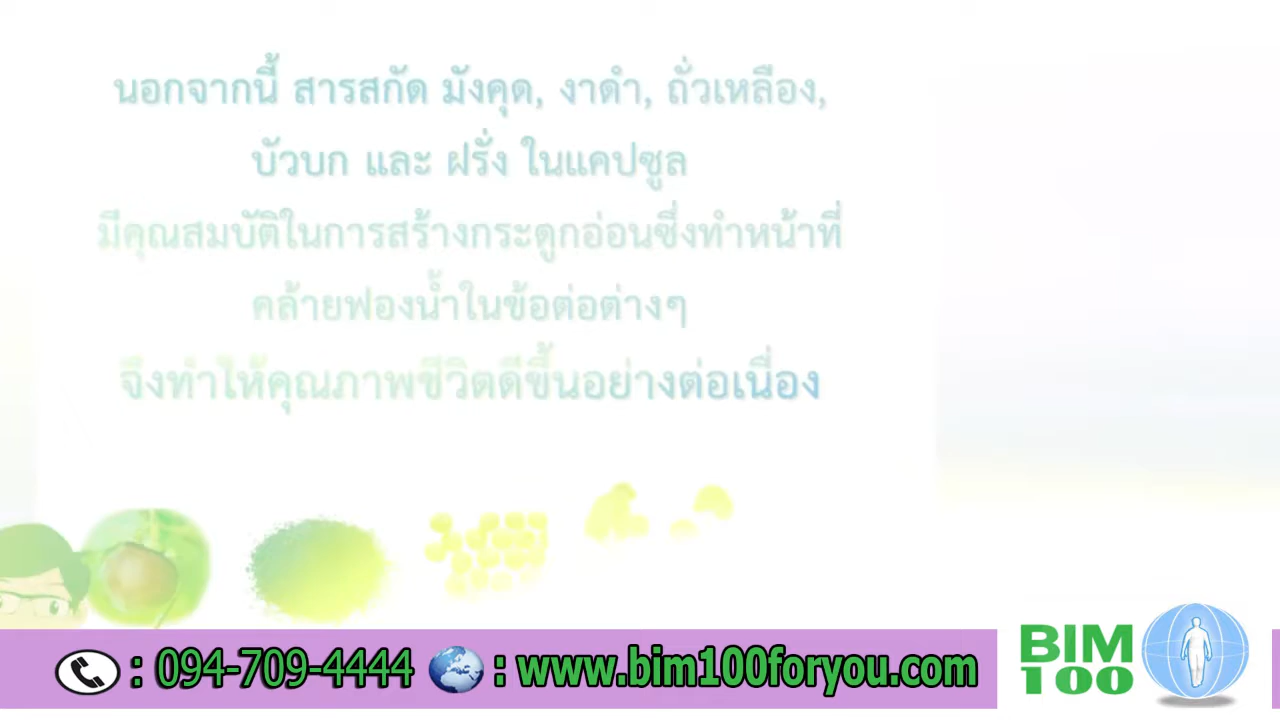 นอกจากนี้ สารสกัด มังคุด, งาดำ, ถั่วเหลือง,
บัวบก และ ฝรั่ง ในแคปซูล
มีคุณสมบัติในการสร้างกระดูกอ่อนซึ่งทำหน้าที่
คล้ายฟองน้ำในข้อต่อต่างๆ
จึงทำให้คุณภาพชีวิตดีขึ้นอย่างต่อเนื่อง
: 094-709-4444 : www.bim100foryou.com
BIM
100